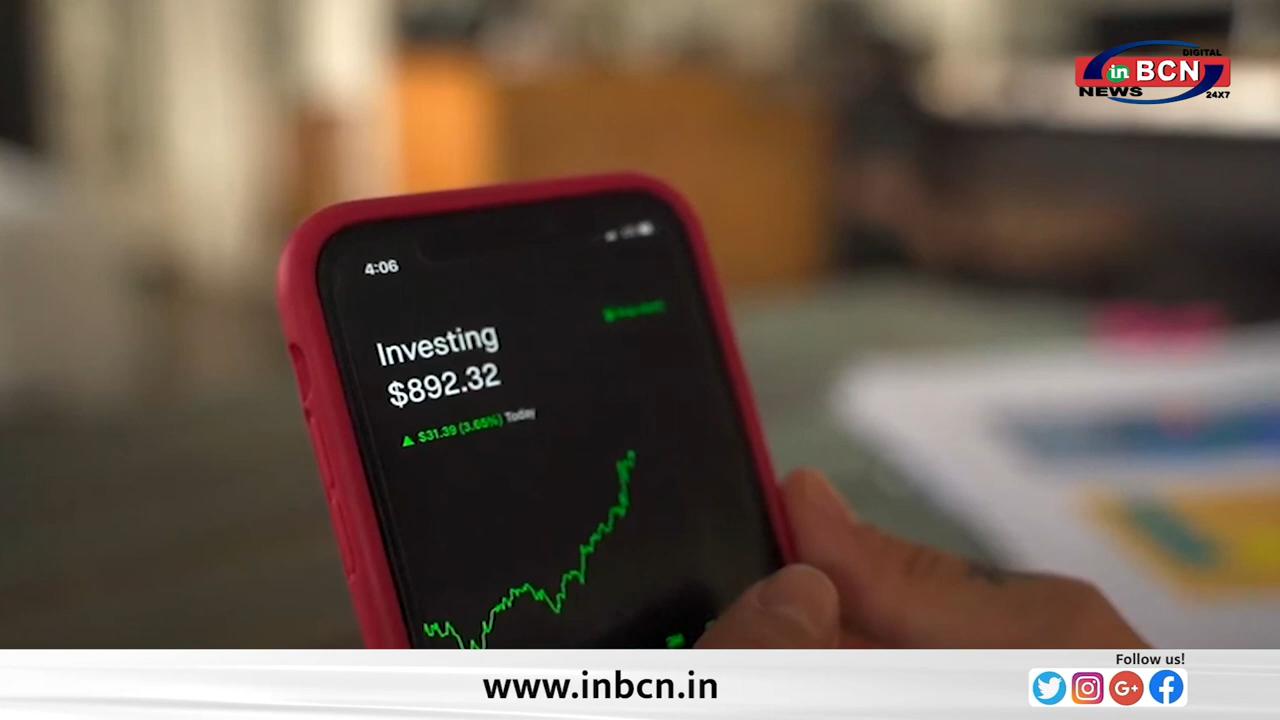 DIGITAL
in BCN
NEWS
24X7
4:06
Investing
$892.32
▲ $31.39 (3.65%) Today
www.inbcn.in
Follow us!